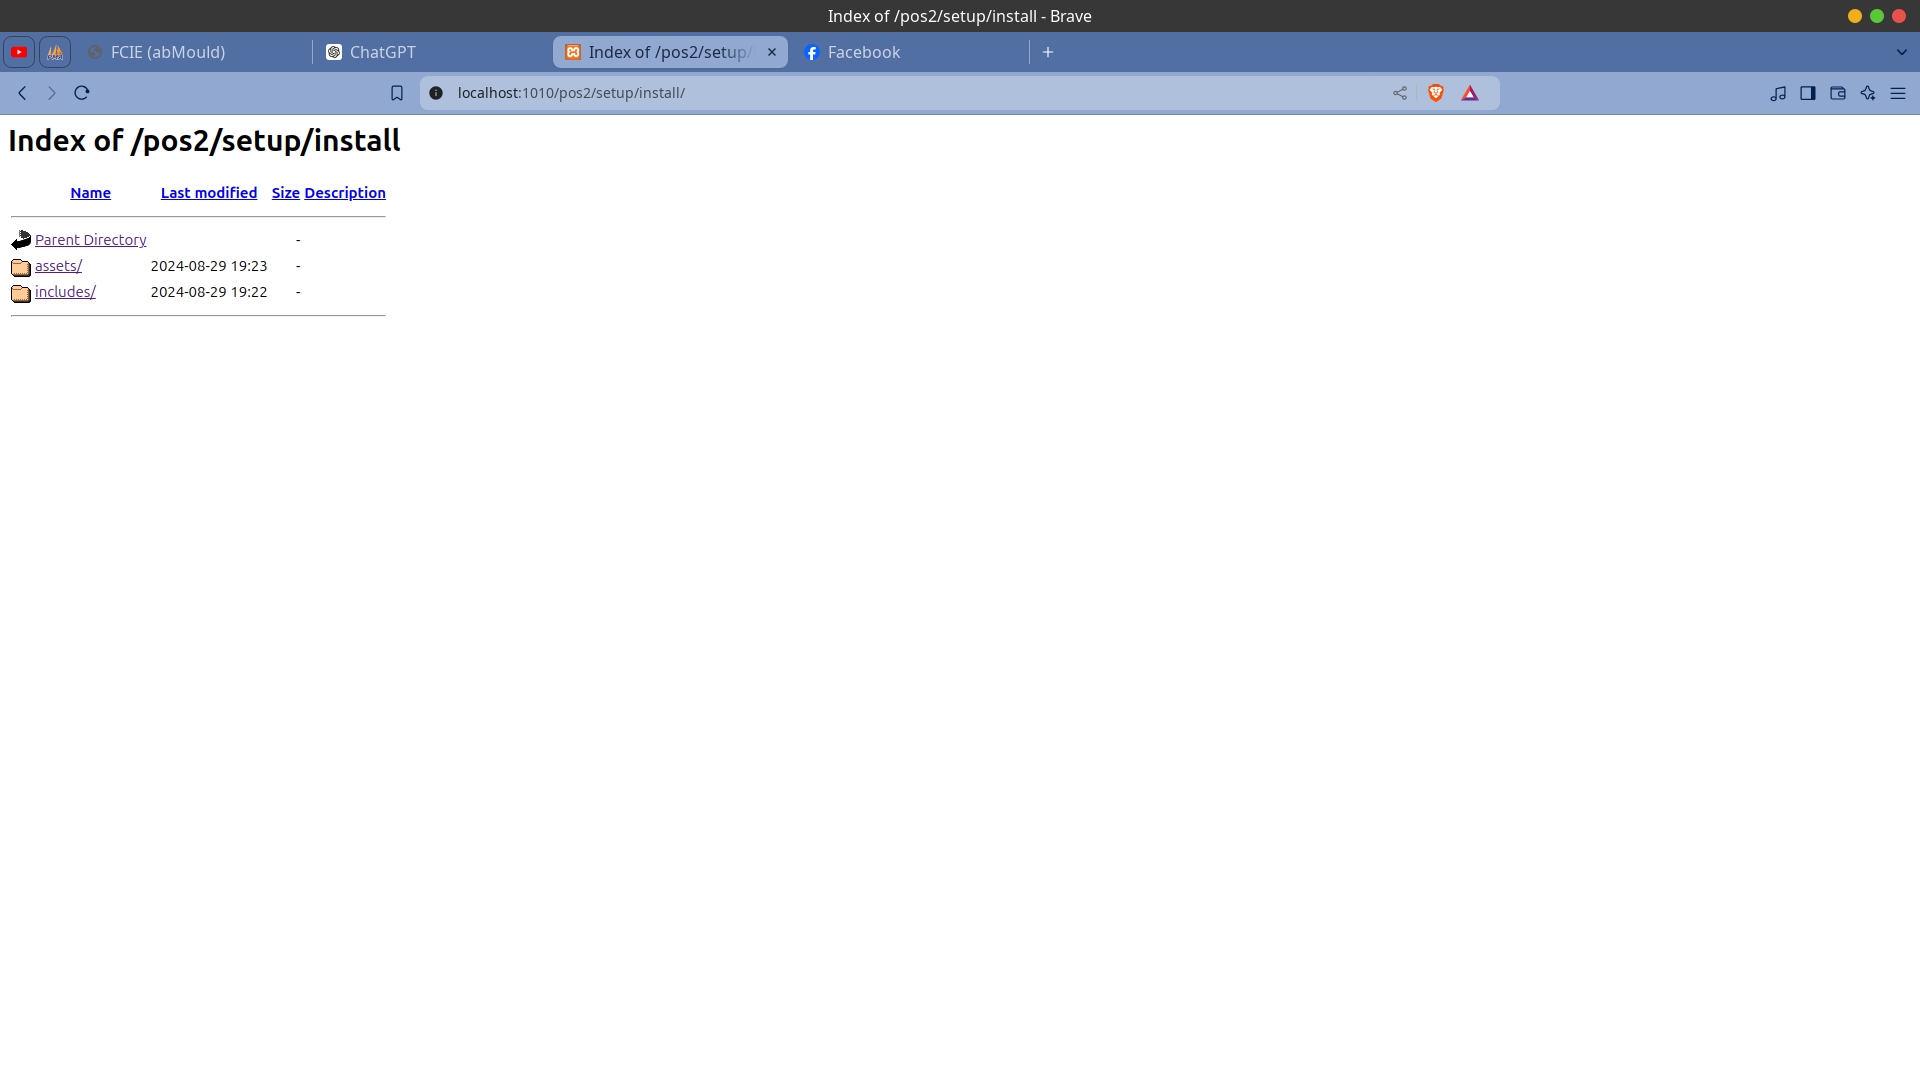 Index of /pos2/setup/install - Brave
FCIE (abMould)
ChatGPT
Index of /pos2/setup/
Facebook
localhost:1010/pos2/setup/install/
Index of /pos2/setup/install
Name Last modified Size Description
Parent Directory -
assets/ 2024-08-29 19:23 -
includes/ 2024-08-29 19:22 -